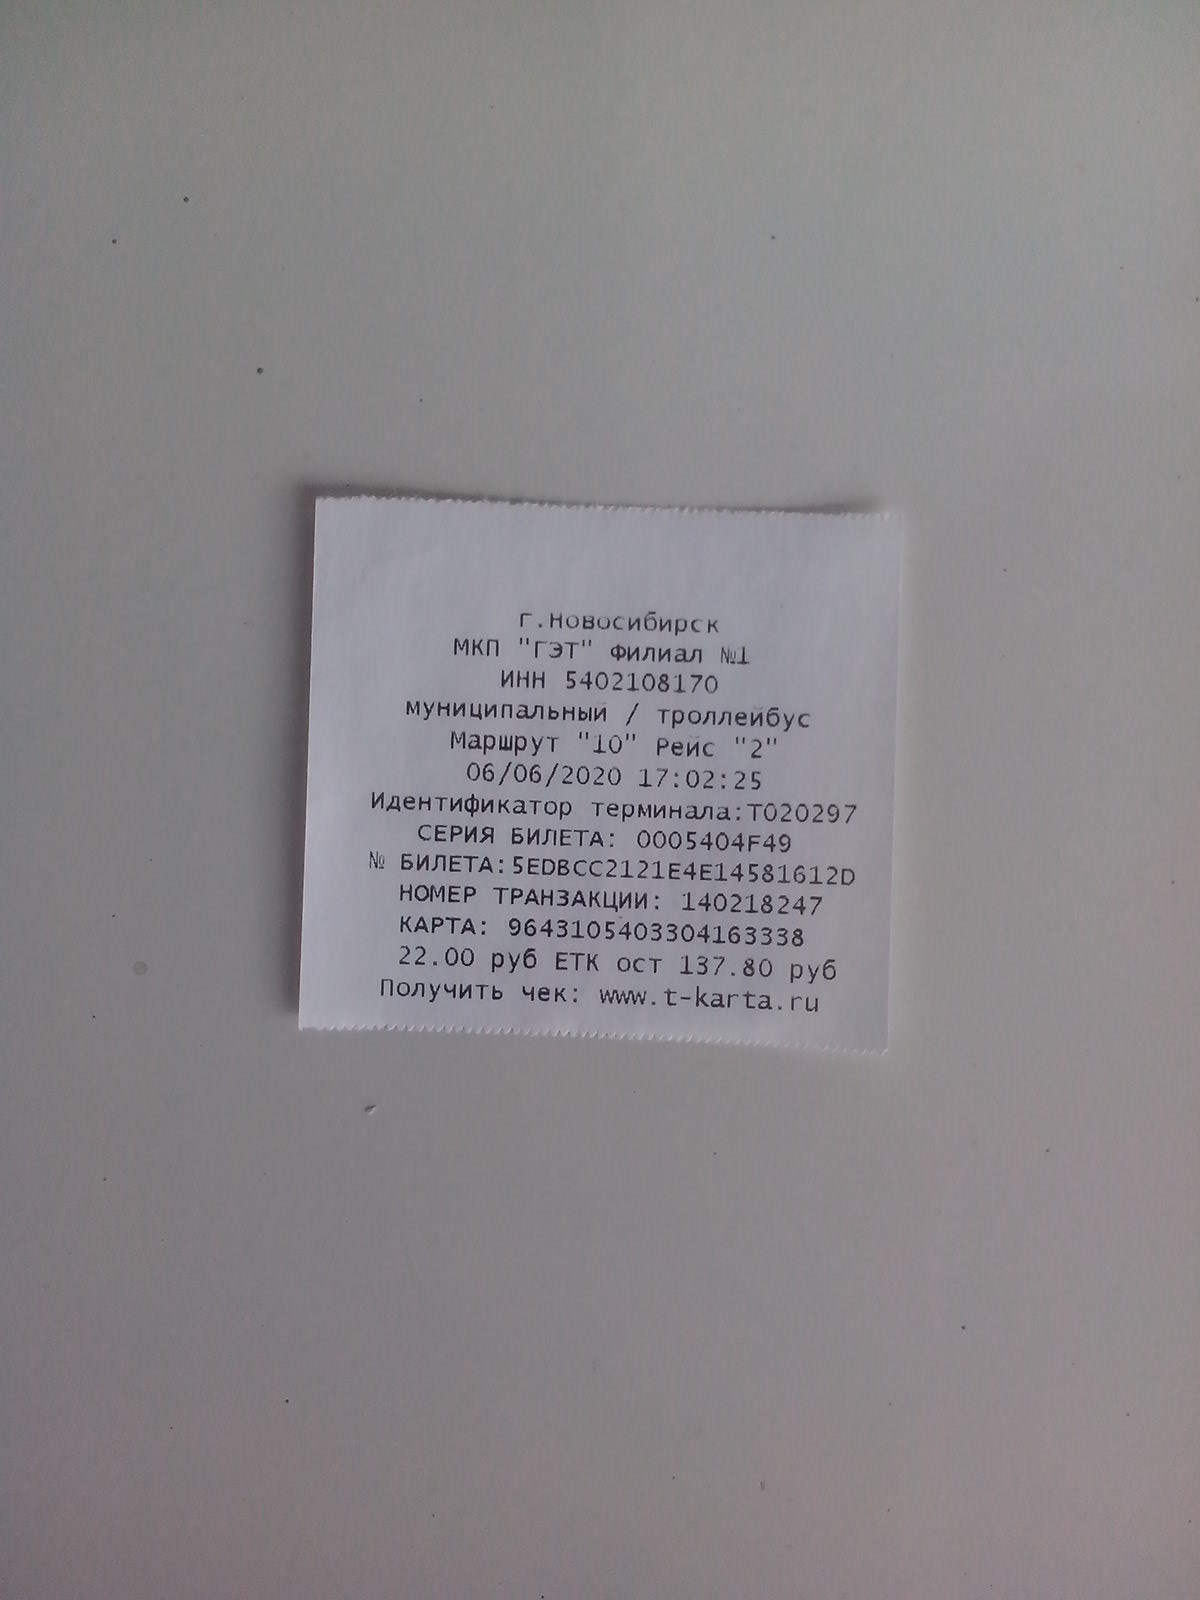 г.Новосибирск
МКП "ГЭТ" Филиал №1
ИНН 5402108170
муниципальный / троллейбус
Маршрут "10" Рейс "2"
06/06/2020 17:02:25
Идентификатор терминала:T020297
СЕРИЯ БИЛЕТА: 0005404F49
№ БИЛЕТА:5EDBCC2121E4E14581612D
НОМЕР ТРАНЗАКЦИИ: 140218247
КАРТА: 9643105403304163338
22.00 руб ЕТК ост 137.80 руб
Получить чек: www.t-karta.ru